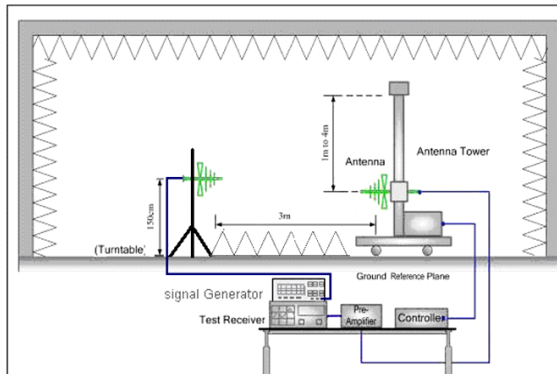 1m to 4m
Antenna Tower
Antenna
150cm
3m
(Turntable)
Ground Reference Plane
signal Generator
Test Receiver
Pre-
Amplifier
Controller